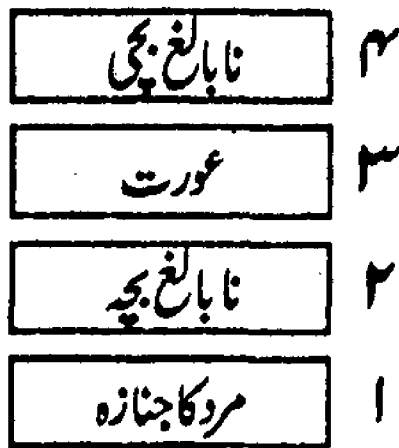 نابالغ بچی ۴
عورت ۳
نابالغ بچہ ۲
مرد کا جنازہ ۱